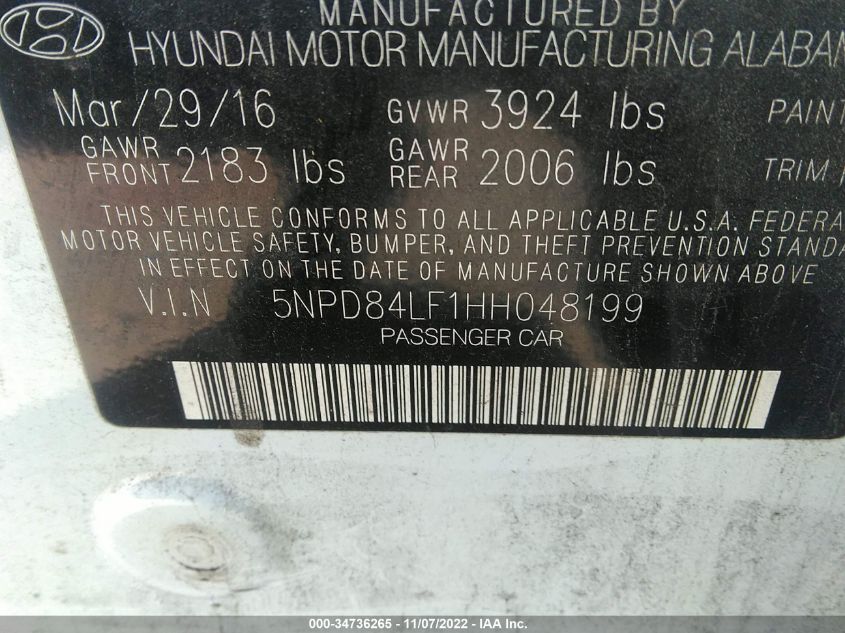 MANUFACTURED BY
HYUNDAI MOTOR MANUFACTURING
Mar/29/16 GVWR 3924 lbs PAINT
GAWR FRONT 2183 lbs GAWR REAR 2006 lbs TRIM
THIS VEHICLE CONFORMS TO ALL APPLICABLE U.S.A. FEDERA
MOTOR VEHICLE SAFETY, BUMPER, AND THEFT PREVENTION STANDA
IN EFFECT ON THE DATE OF MANUFACTURE SHOWN ABOVE
V.I.N 5NPD84LF1HH048199
PASSENGER CAR
000-34736265 - 11/07/2022 - IAA Inc.